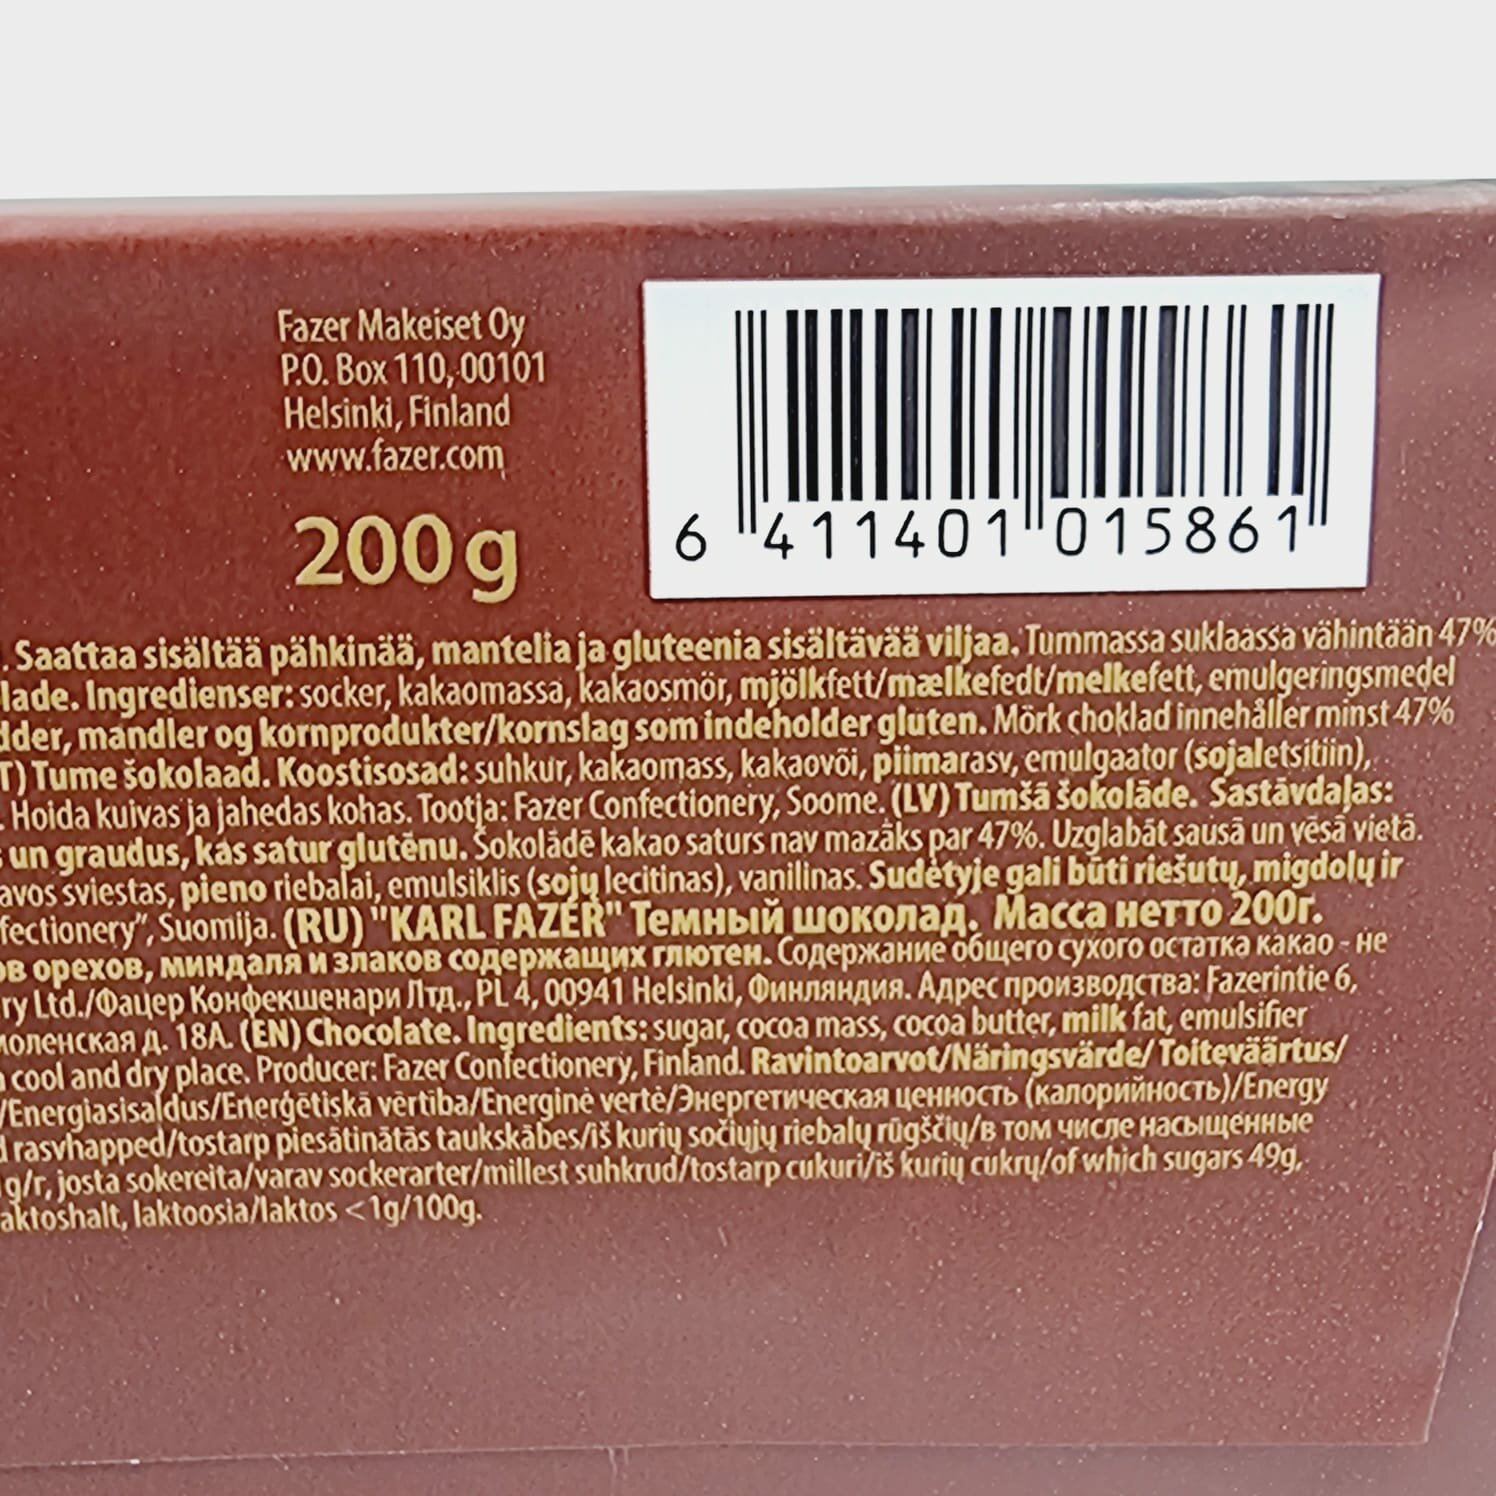 Fazer Makeiset Oy
P.O. Box 110, 00101
Helsinki, Finland
www.fazer.com
200 g
6 411401 015861
. Saattaa sisältää pähkinää, mantelia ja gluteenia sisältävää viljaa. Tummassa suklaassa vähintään 47%
lade. Ingredienser: socker, kakaomassa, kakaosmör, mjölkfett/mælkefedt/melkefett, emulgeringsmedel
dder, mandler og kornprodukter/kornslag som indeholder gluten. Mörk choklad innehåller minst 47%
T) Tume šokolaad. Koostisosad: suhkur, kakaomass, kakaovõi, piimarasv, emulgaator (sojaletsitiin),
. Hoida kuivas ja jahedas kohas. Tootja: Fazer Confectionery, Soome. (LV) Tumšā šokolāde. Sastāvdaļas:
s un graudus, kas satur glutēnu. Šokolādē kakao saturs nav mazāks par 47%. Uzglabāt sausā un vēsā vietā.
avos sviestas, pieno riebalai, emulsiklis (sojų lecitinas), vanilinas. Sudėtyje gali būti riešutų, migdolų ir
fectionery", Suomija. (RU) "KARL FAZER" Темный шоколад. Масса нетто 200г.
ов орехов, миндаля и злаков содержащих глютен. Содержание общего сухого остатка какао - не
ry Ltd./Фацер Конфекшенари Лтд., PL 4, 00941 Helsinki, Финляндия. Адрес производства: Fazerintie 6,
моленская д. 18А. (EN) Chocolate. Ingredients: sugar, cocoa mass, cocoa butter, milk fat, emulsifier
cool and dry place. Producer: Fazer Confectionery, Finland. Ravintoarvot/Näringsvärde/Toiteväärtus/
/Energiasisaldus/Enerģētiskā vērtība/Energinė vertė/Энергетическая ценность (калорийность)/Energy
d rasvhapped/tostarp piesātinātās taukskābes/iš kurių sočiųjų riebalų rūgščių/в том числе насыщенные
g/г, josta sokereita/varav sockerarter/millest suhkrud/tostarp cukuri/iš kurių cukrų/of which sugars 49g,
aktoshalt, laktoosia/laktos <1g/100g.